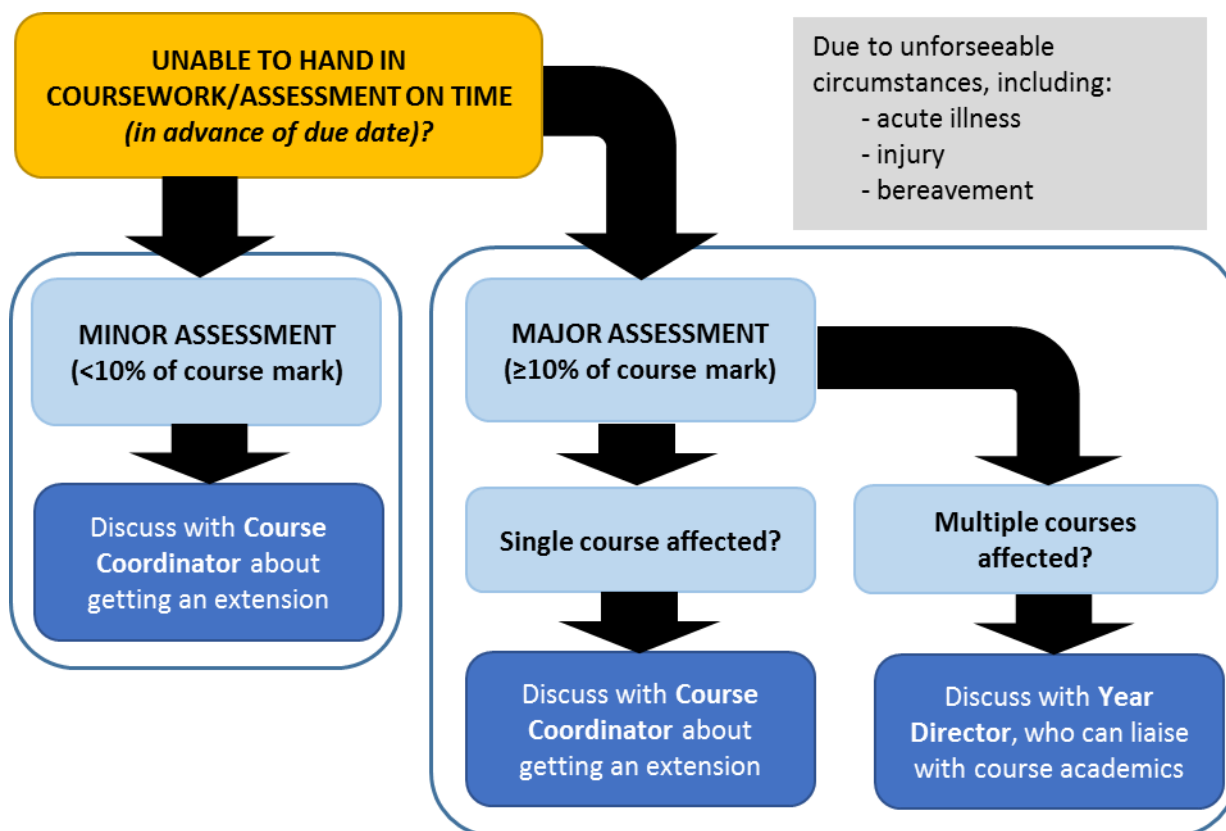 UNABLE TO HAND IN
COURSEWORK/ASSESSMENT ON TIME
(in advance of due date)?
Due to unforseeable
circumstances, including:
- acute illness
- injury
- bereavement
MINOR ASSESSMENT
(<10% of course mark)
Discuss with Course
Coordinator about
getting an extension
MAJOR ASSESSMENT
(≥10% of course mark)
Single course affected?
Discuss with Course
Coordinator about
getting an extension
Multiple courses
affected?
Discuss with Year
Director, who can liaise
with course academics